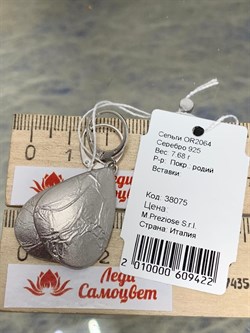 Леди
Самоцвет
Серьги OR2064
Серебро 925
Вес: 7.68 г
Р-р: Покр: родий
Вставки
Код: 38075
Цена
M.Preziose S.r.l.
Страна: Италия
2 010000 609422
Леди
Самоцвет